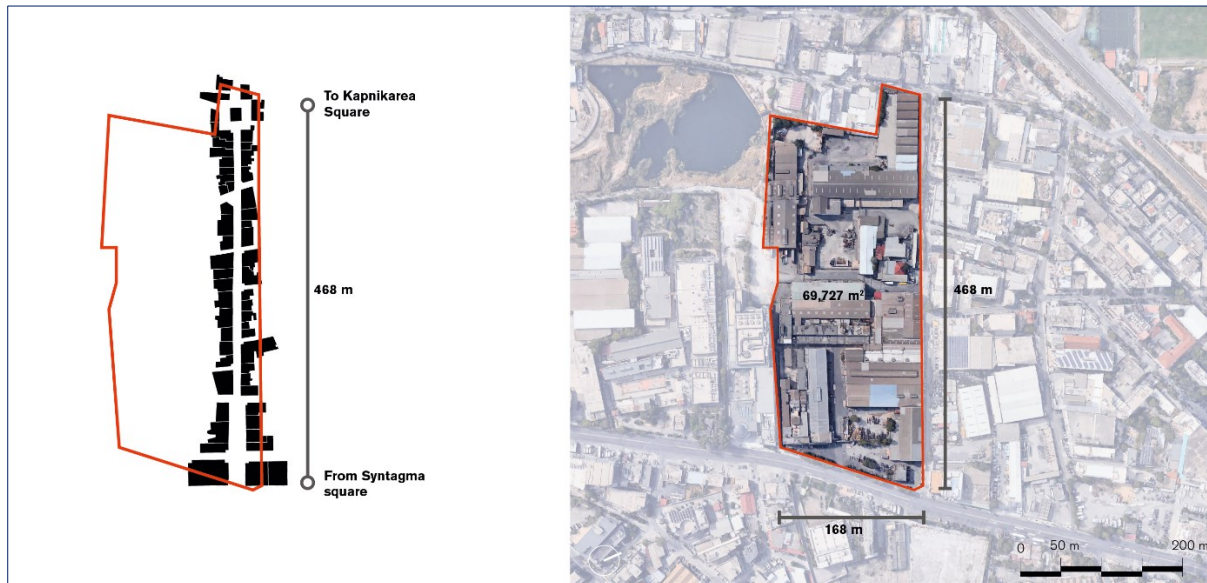 To Kapnikarea
Square
468 m
From Syntagma
square
69,727 m²
468 m
168 m
0 50 m 200 m